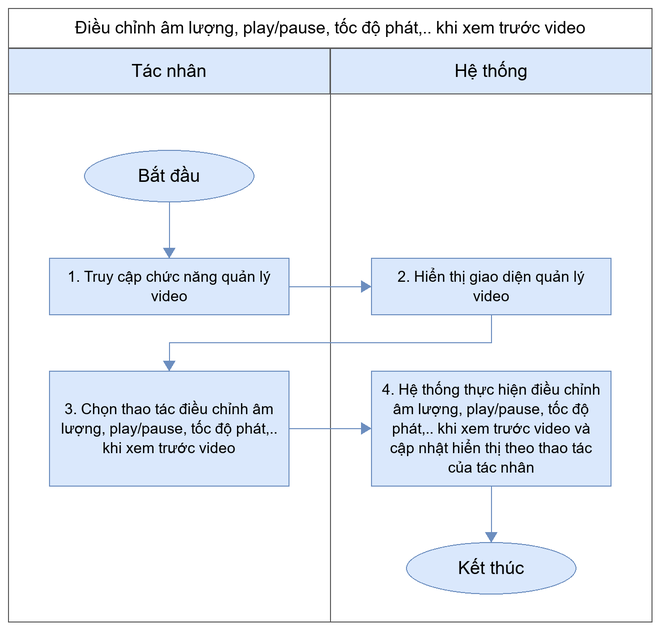 Điều chỉnh âm lượng, play/pause, tốc độ phát,.. khi xem trước video
Tác nhân
Hệ thống
Bắt đầu
1. Truy cập chức năng quản lý
video
2. Hiển thị giao diện quản lý
video
3. Chọn thao tác điều chỉnh âm
lượng, play/pause, tốc độ phát,..
khi xem trước video
4. Hệ thống thực hiện điều chỉnh
âm lượng, play/pause, tốc độ
phát,.. khi xem trước video và
cập nhật hiển thị theo thao tác
của tác nhân
Kết thúc